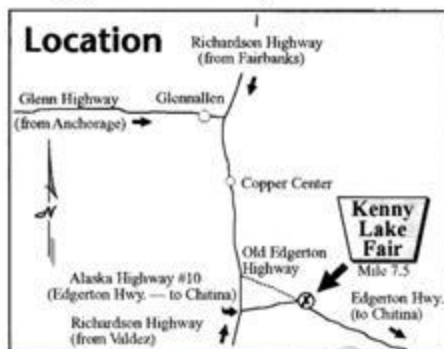 Location
Richardson Highway
(from Fairbanks)
Glenn Highway
(from Anchorage)
Glennallen
N
Copper Center
Kenny
Lake
Fair
Mile 7.5
Old Edgerton
Highway
Alaska Highway #10
(Edgerton Hwy. — to Chitina)
Edgerton Hwy.
(to Chitina)
Richardson Highway
(from Valdez)